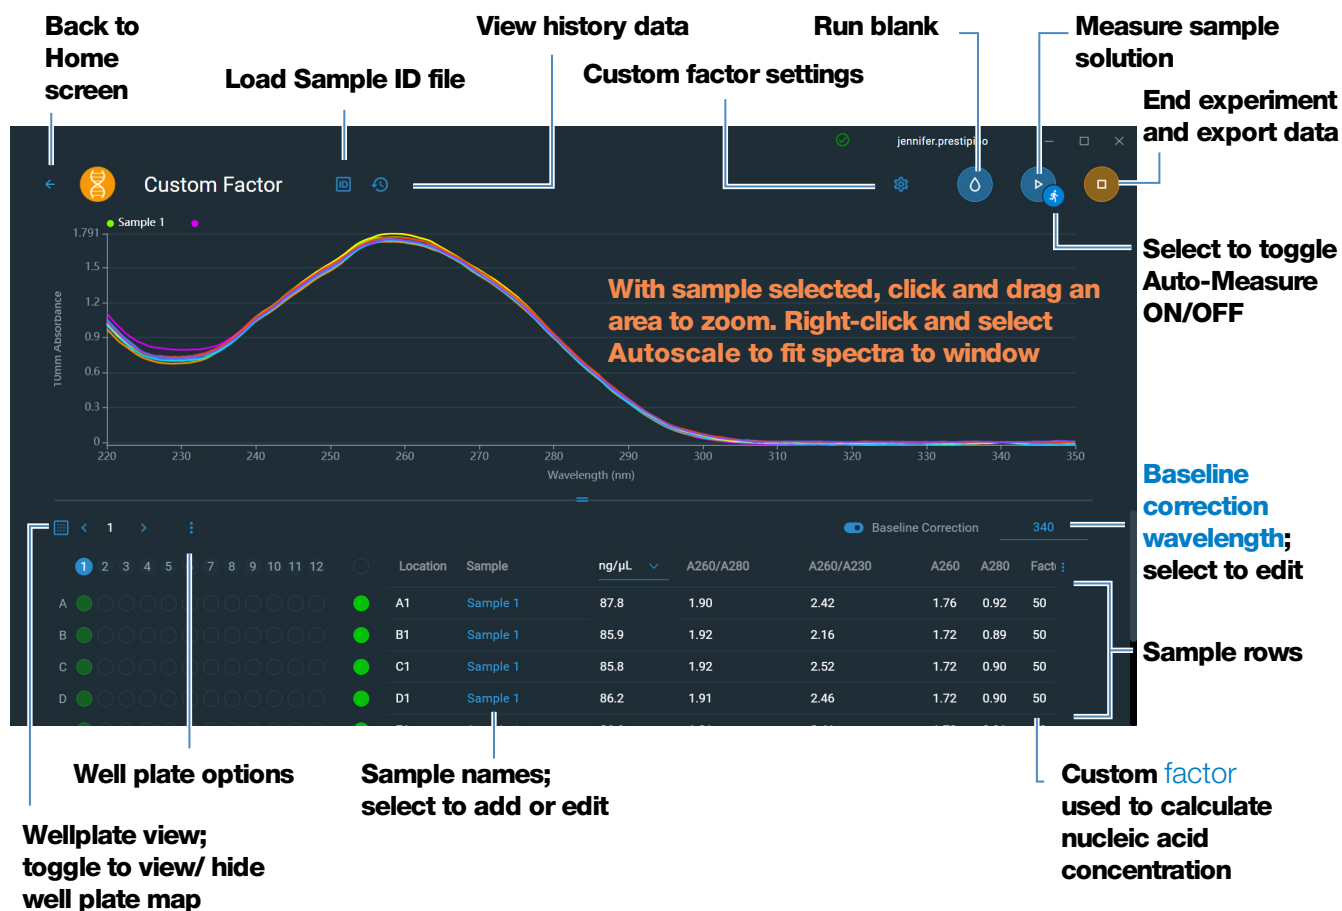 Back to
Home
screen
Load Sample ID file
View history data
Custom factor settings
Run blank
Measure sample
solution
End experiment
and export data
Custom Factor
ID
Sample 1
1.791
1.5
1.2
0.9
0.6
0.3
0
10mm Absorbance
220 230 240 250 260 270 280 290 300 310 320 330 340 350
Wavelength (nm)
With sample selected, click and drag an
area to zoom. Right-click and select
Autoscale to fit spectra to window
Select to toggle
Auto-Measure
ON/OFF
Baseline
correction
wavelength;
select to edit
1
Baseline Correction 340
1 2 3 4 5 7 8 9 10 11 12
Location Sample ng/µL A260/A280 A260/A230 A260 A280
A A1 Sample 1 87.8 1.90 2.42 1.76 0.92 50
B B1 Sample 1 85.9 1.92 2.16 1.72 0.89 50
C C1 Sample 1 85.8 1.92 2.52 1.72 0.90 50
D D1 Sample 1 86.2 1.91 2.46 1.72 0.90 50
Sample rows
Well plate options
Sample names;
select to add or edit
Custom factor
used to calculate
nucleic acid
concentration
Wellplate view;
toggle to view/ hide
well plate map